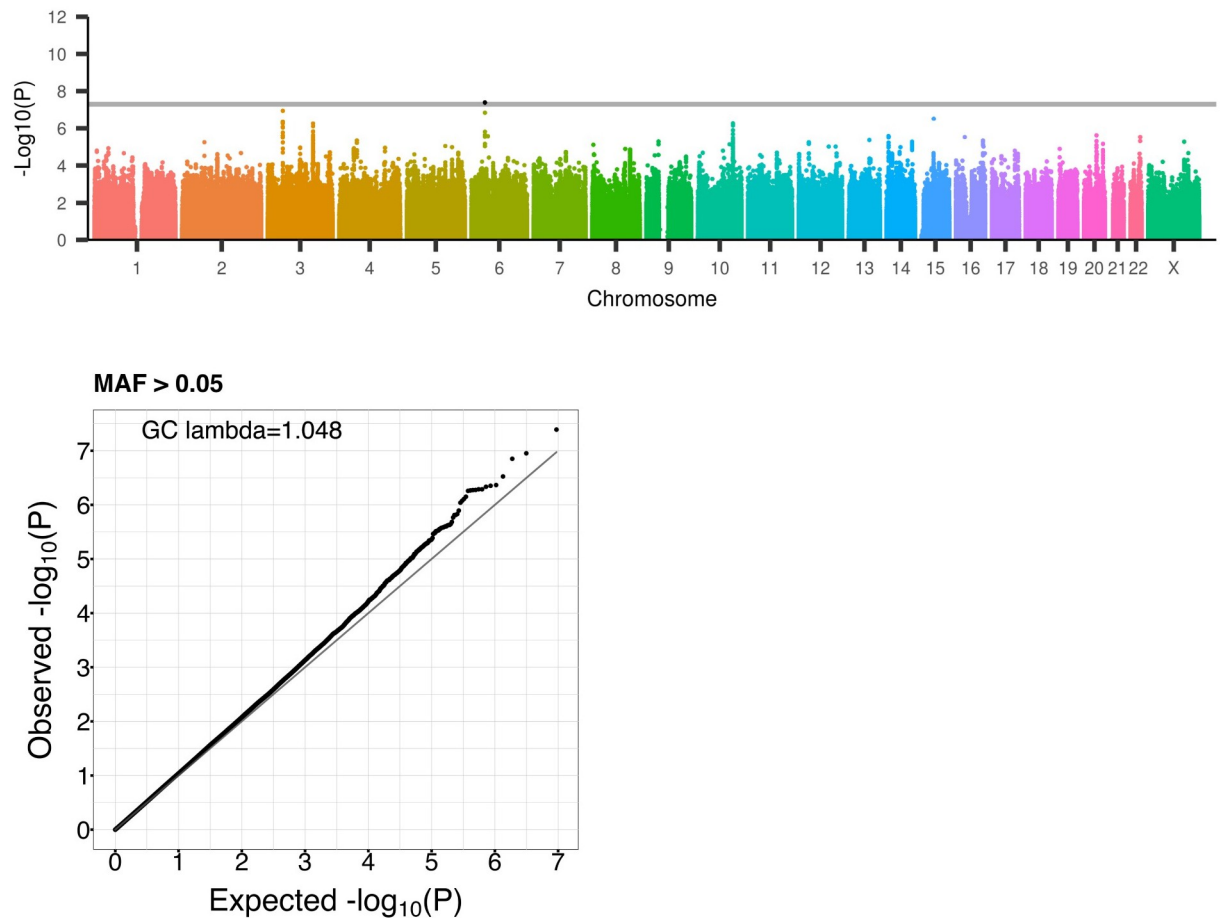 12
10
8
6
4
2
0
-Log10(P)
1 2 3 4 5 6 7 8 9 10 11 12 13 14 15 16 17 18 19 20 21 22 X
Chromosome
MAF > 0.05
GC lambda=1.048
7
6
5
4
3
2
1
0
Observed -log10(P)
0 1 2 3 4 5 6 7
Expected -log10(P)